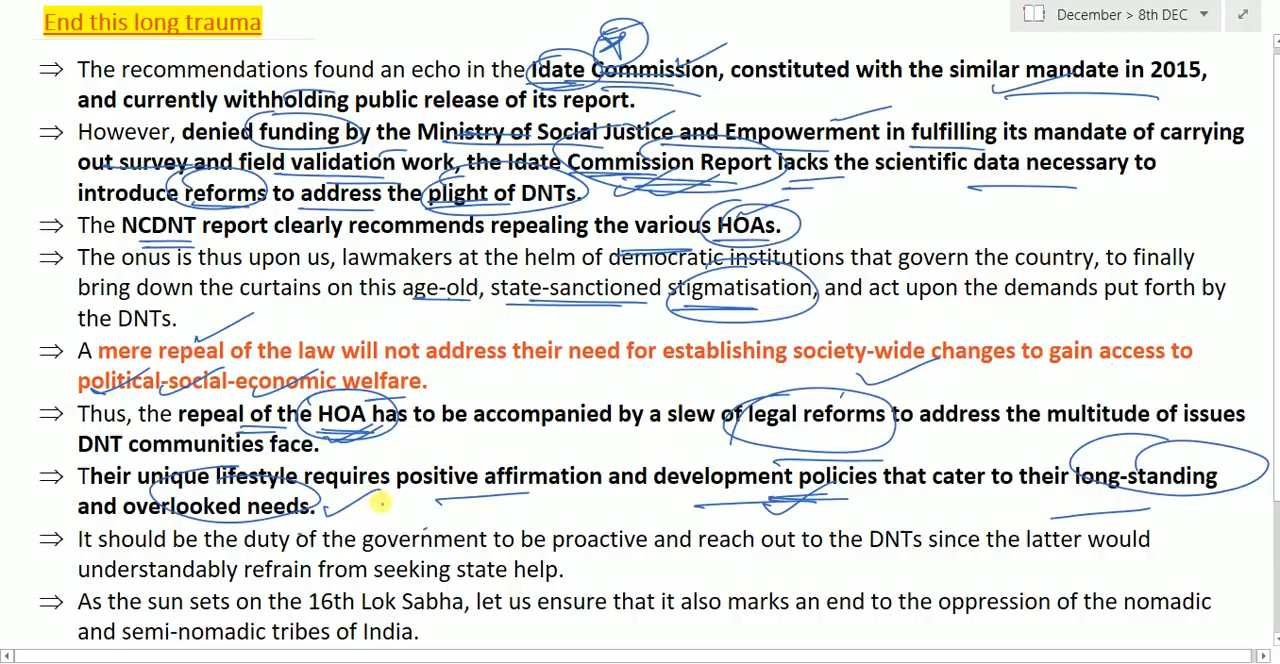 End this long trauma
December > 8th DEC
⇒ The recommendations found an echo in the Idate Commission, constituted with the similar mandate in 2015,
and currently withholding public release of its report.
⇒ However, denied funding by the Ministry of Social Justice and Empowerment in fulfilling its mandate of carrying
out survey and field validation work, the Idate Commission Report lacks the scientific data necessary to
introduce reforms to address the plight of DNTs.
⇒ The NCDNT report clearly recommends repealing the various HOAs.
⇒ The onus is thus upon us, lawmakers at the helm of democratic institutions that govern the country, to finally
bring down the curtains on this age-old, state-sanctioned stigmatisation, and act upon the demands put forth by
the DNTs.
⇒ A mere repeal of the law will not address their need for establishing society-wide changes to gain access to
political-social-economic welfare.
⇒ Thus, the repeal of the HOA has to be accompanied by a slew of legal reforms to address the multitude of issues
DNT communities face.
⇒ Their unique lifestyle requires positive affirmation and development policies that cater to their long-standing
and overlooked needs.
⇒ It should be the duty of the government to be proactive and reach out to the DNTs since the latter would
understandably refrain from seeking state help.
⇒ As the sun sets on the 16th Lok Sabha, let us ensure that it also marks an end to the oppression of the nomadic
and semi-nomadic tribes of India.